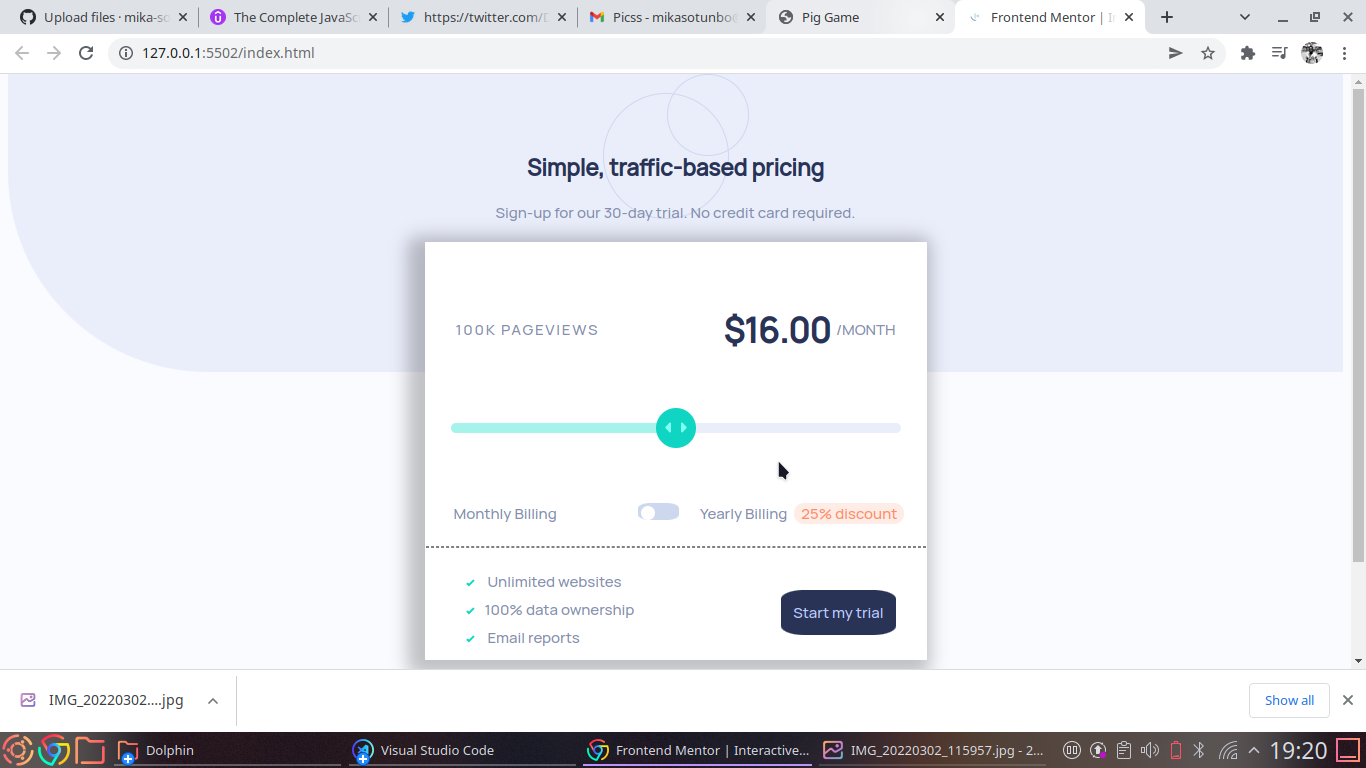 Upload files · mika-so
The Complete JavaSc
https://twitter.com/D
Picss - mikasotunbo@
Pig Game
Frontend Mentor | I
127.0.0.1:5502/index.html
Simple, traffic-based pricing
Sign-up for our 30-day trial. No credit card required.
100K PAGEVIEWS
$16.00 /MONTH
Monthly Billing
Yearly Billing 25% discount
Unlimited websites
100% data ownership
Email reports
Start my trial
IMG_20220302....jpg
Show all
Dolphin
Visual Studio Code
Frontend Mentor | Interactive...
IMG_20220302_115957.jpg - 2...
19:20